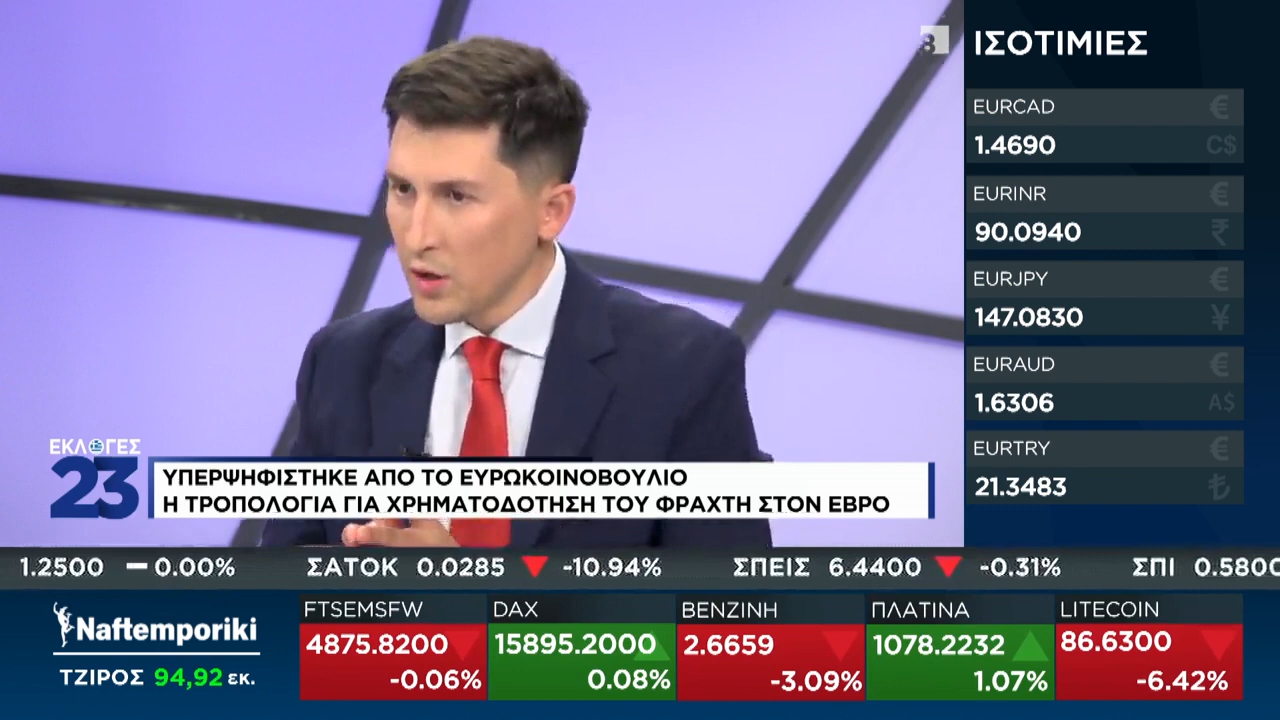 3
ΙΣΟΤΙΜΙΕΣ
EURCAD €
1.4690 C$
EURINR €
90.0940 ₹
EURJPY €
147.0830 ¥
EURAUD €
1.6306 A$
EURTRY €
21.3483 ₺
ΕΚΛΟΓΕΣ
23
ΥΠΕΡΨΗΦΙΣΤΗΚΕ ΑΠΟ ΤΟ ΕΥΡΩΚΟΙΝΟΒΟΥΛΙΟ
Η ΤΡΟΠΟΛΟΓΙΑ ΓΙΑ ΧΡΗΜΑΤΟΔΟΤΗΣΗ ΤΟΥ ΦΡΑΧΤΗ ΣΤΟΝ ΕΒΡΟ
1.2500 0.00% ΣΑΤΟΚ 0.0285 -10.94% ΣΠΕΙΣ 6.4400 -0.31% ΣΠΙ 0.5800
Naftemporiki
ΤΖΙΡΟΣ 94,92 εκ.
FTSEMSFW
4875.8200
-0.06%
DAX
15895.2000
0.08%
ΒΕΝΖΙΝΗ
2.6659
-3.09%
ΠΛΑΤΙΝΑ
1078.2232
1.07%
LITECOIN
86.6300
-6.42%